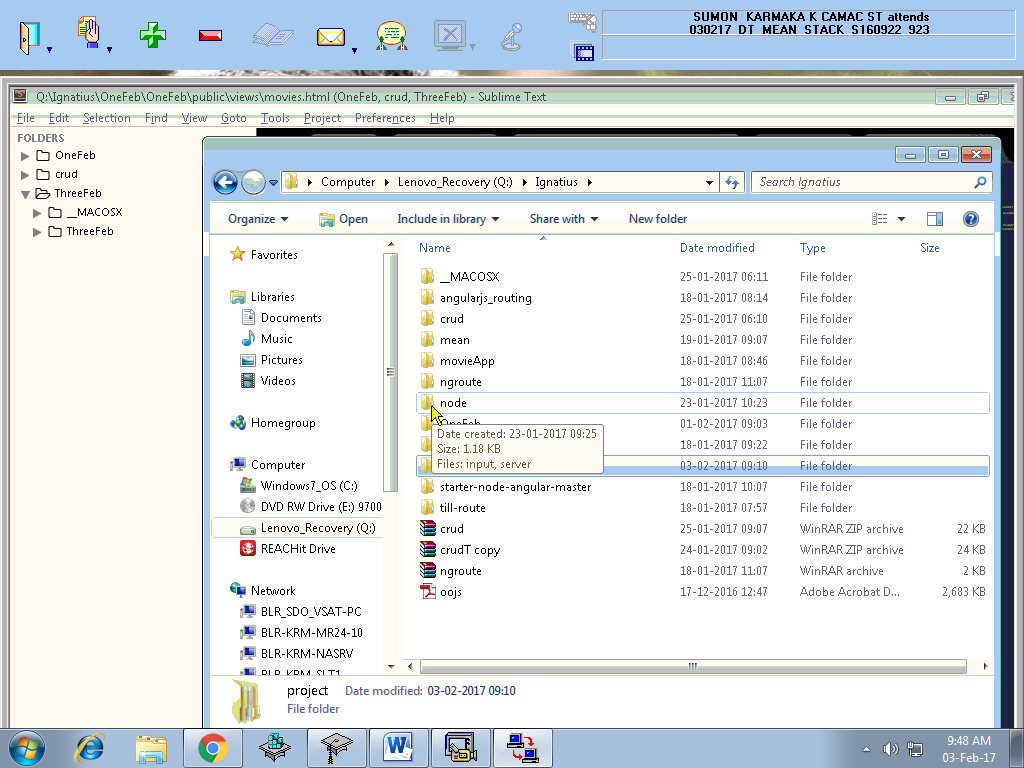 SUMON KARMAKA K CAMAC ST attends
030217 DT MEAN STACK S160922 923
Q:\Ignatius\OneFeb\OneFeb\public\views\movies.html (OneFeb, crud, ThreeFeb) - Sublime Text
File Edit Selection Find View Goto Tools Project Preferences Help
FOLDERS
OneFeb
crud
ThreeFeb
__MACOSX
ThreeFeb
Computer Lenovo_Recovery (Q:) Ignatius
Search Ignatius
Organize Open Include in library Share with New folder
Favorites
Libraries
Documents
Music
Pictures
Videos
Homegroup
Computer
Windows7_OS (C:)
DVD RW Drive (E:) 9700
Lenovo_Recovery (Q:)
REACHit Drive
Network
BLR_SDO_VSAT-PC
BLR-KRM-MR24-10
BLR-KRM-NASRV
BLR-KRM-SLT1
Name Date modified Type Size
__MACOSX 25-01-2017 06:11 File folder
angularjs_routing 18-01-2017 08:14 File folder
crud 25-01-2017 06:10 File folder
mean 19-01-2017 09:07 File folder
movieApp 18-01-2017 08:46 File folder
ngroute 18-01-2017 11:07 File folder
node 23-01-2017 10:23 File folder
OneFeb 01-02-2017 09:03 File folder
18-01-2017 09:22 File folder
03-02-2017 09:10 File folder
Date created: 23-01-2017 09:25
Size: 1.18 KB
Files: input, server
starter-node-angular-master 18-01-2017 10:07 File folder
till-route 18-01-2017 07:57 File folder
crud 25-01-2017 09:07 WinRAR ZIP archive 22 KB
crudT copy 24-01-2017 09:02 WinRAR ZIP archive 24 KB
ngroute 18-01-2017 11:07 WinRAR archive 2 KB
oojs 17-12-2016 12:47 Adobe Acrobat D... 2,683 KB
project Date modified: 03-02-2017 09:10
File folder
9:48 AM
03-Feb-17